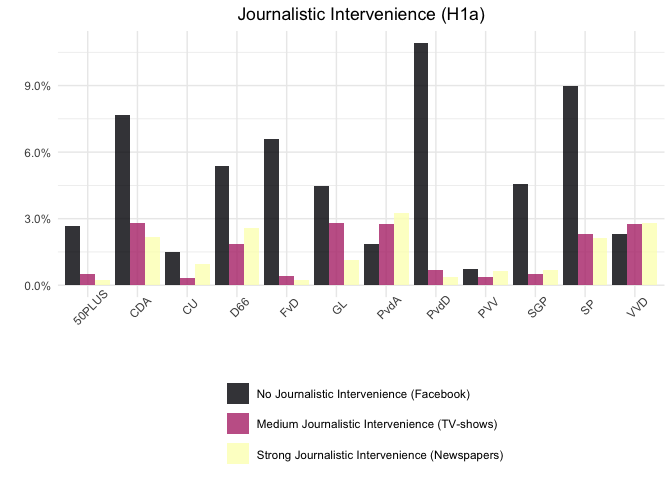 Journalistic Intervenience (H1a)
9.0%
6.0%
3.0%
0.0%
50PLUS CDA CU D66 FvD GL PvdA PvdD PVV SGP SP VVD
No Journalistic Intervenience (Facebook)
Medium Journalistic Intervenience (TV-shows)
Strong Journalistic Intervenience (Newspapers)